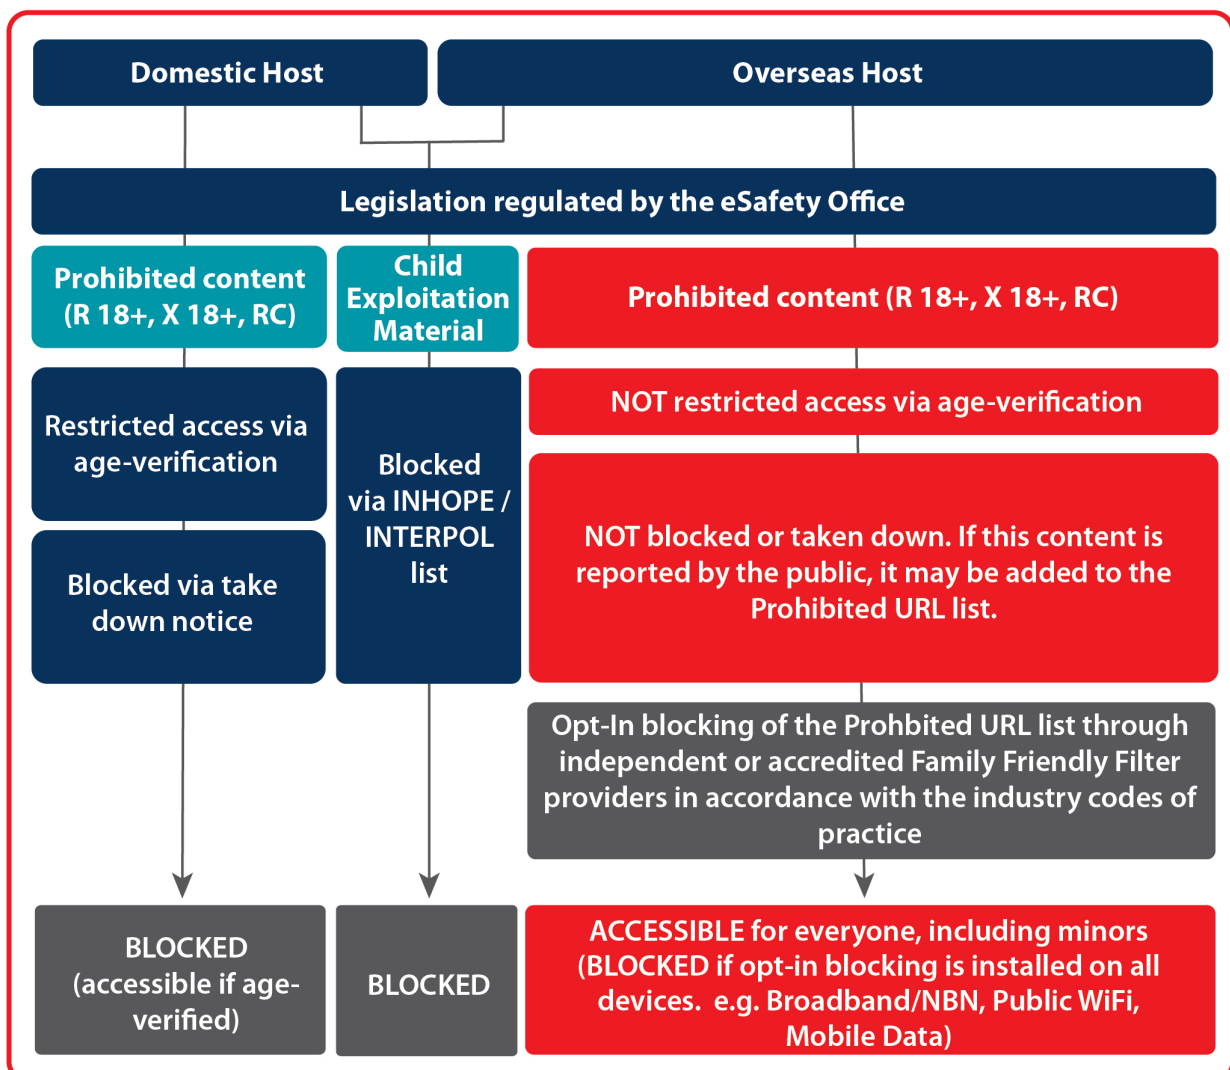 Domestic Host
Overseas Host
Legislation regulated by the eSafety Office
Prohibited content
(R 18+, X 18+, RC)
Child
Exploitation
Material
Prohibited content (R 18+, X 18+, RC)
Restricted access via
age-verification
Blocked via take
down notice
Blocked
via INHOPE /
INTERPOL
list
NOT restricted access via age-verification
NOT blocked or taken down. If this content is
reported by the public, it may be added to the
Prohibited URL list.
Opt-In blocking of the Prohbited URL list through
independent or accredited Family Friendly Filter
providers in accordance with the industry codes of
practice
BLOCKED
(accessible if age-
verified)
BLOCKED
ACCESSIBLE for everyone, including minors
(BLOCKED if opt-in blocking is installed on all
devices.  e.g. Broadband/NBN, Public WiFi,
Mobile Data)